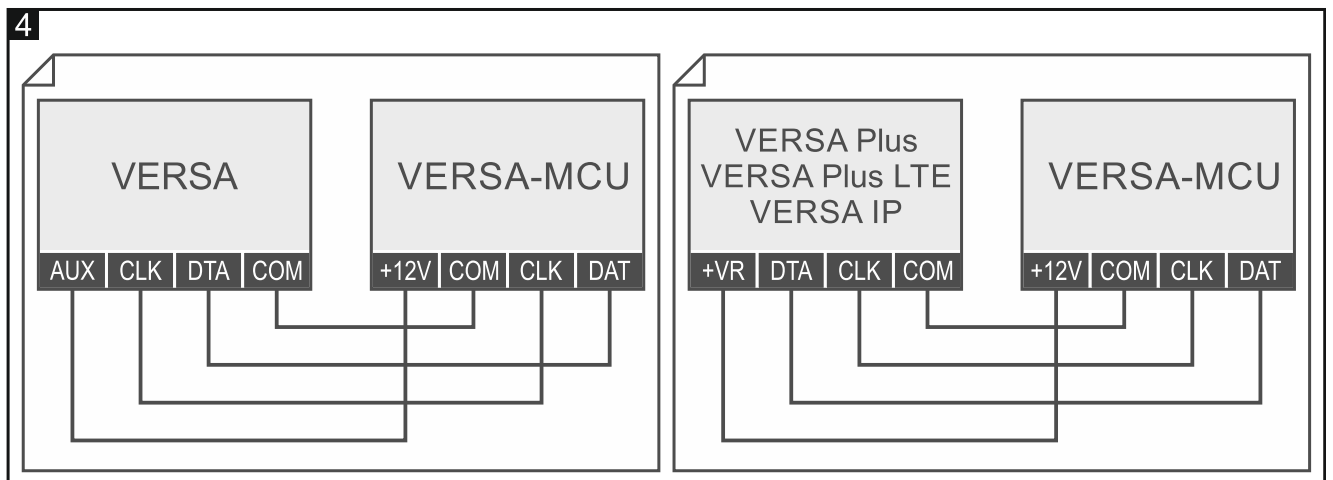 4
VERSA
AUX CLK DTA COM
VERSA-MCU
+12V COM CLK DAT
VERSA Plus
VERSA Plus LTE
VERSA IP
+VR DTA CLK COM
VERSA-MCU
+12V COM CLK DAT